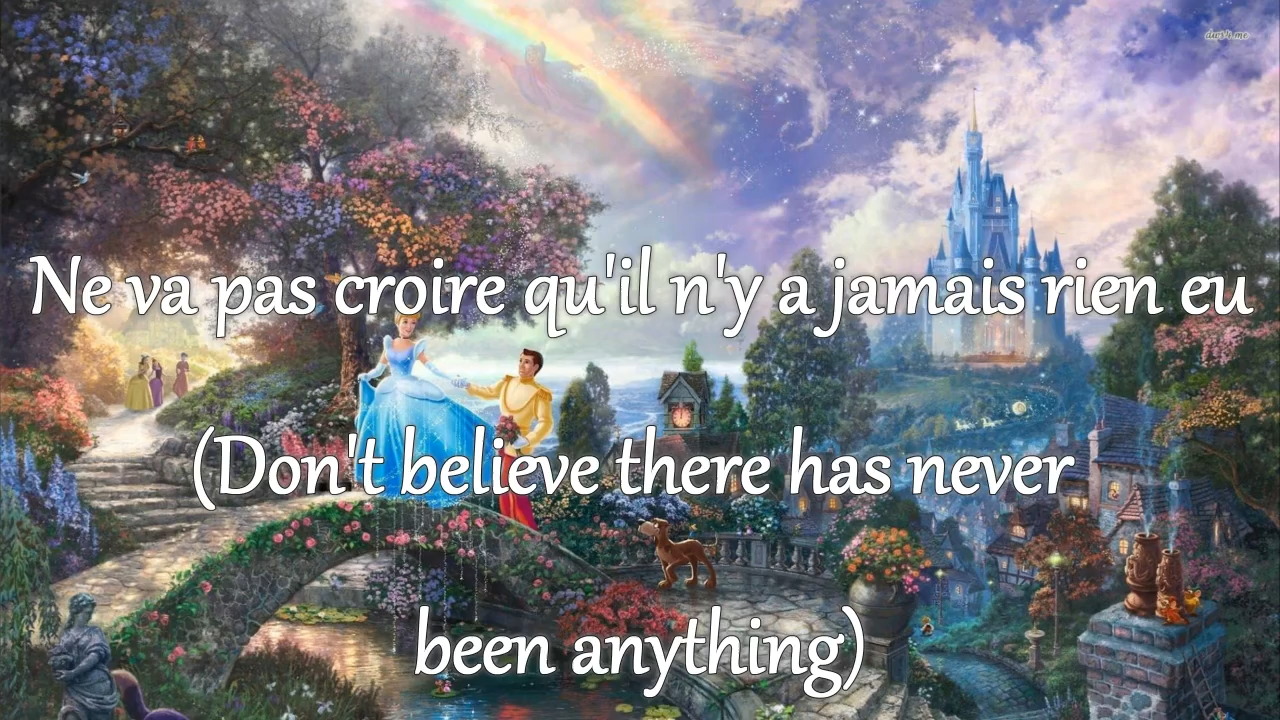 Ne va pas croire qu'il n'y a jamais rien eu
(Don't believe there has never
been anything)